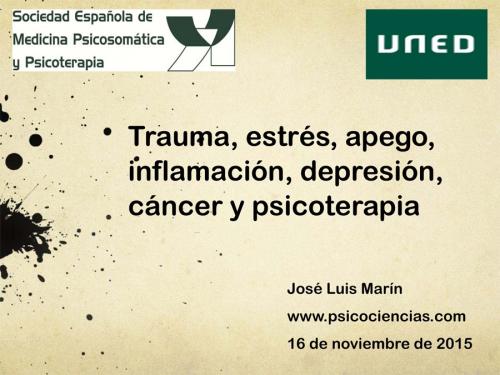 Sociedad Española de
Medicina Psicosomática
y Psicoterapia
UNED
• Trauma, estrés, apego,
inflamación, depresión,
cáncer y psicoterapia
José Luis Marín
www.psicociencias.com
16 de noviembre de 2015